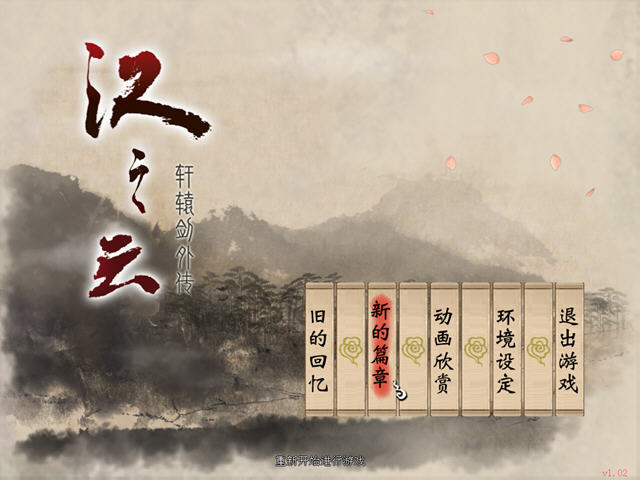 汉之云
轩辕剑外传
旧的回忆
新的篇章
动画欣赏
环境设定
退出游戏
重新开始进行游戏
v1.02